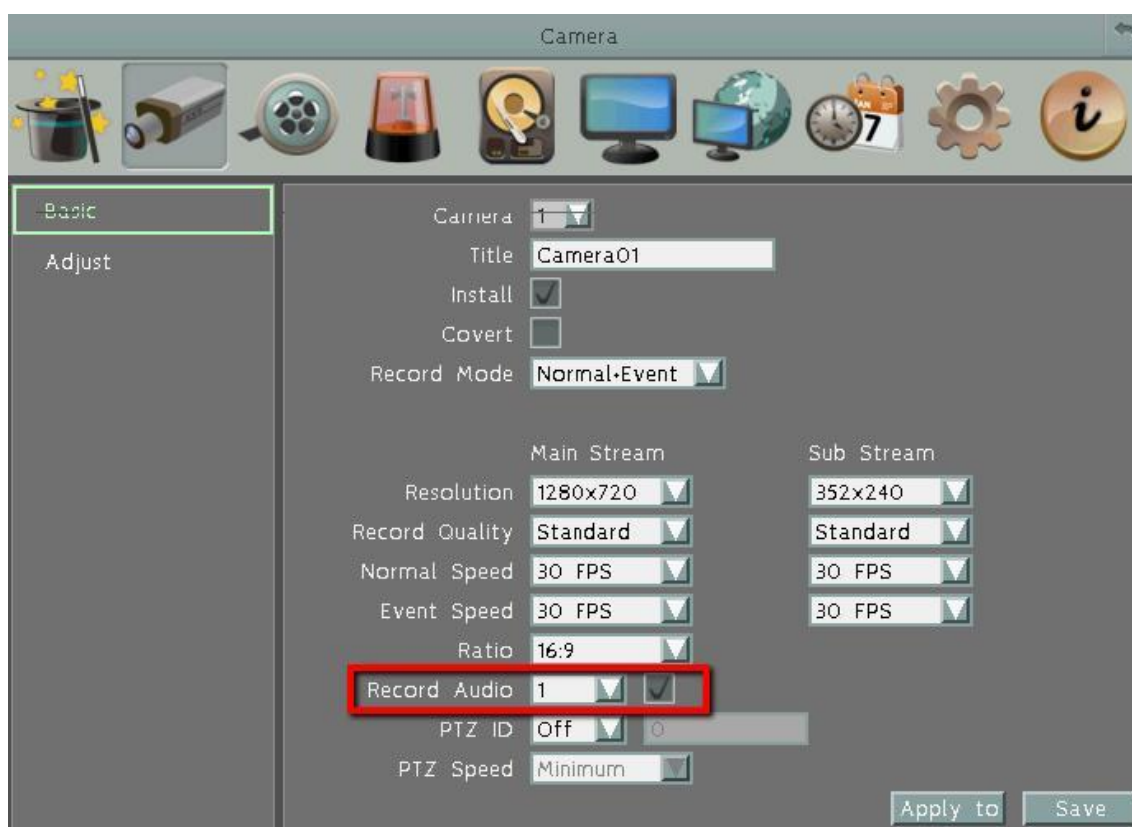 Camera
JAN
7
i
Basic
Adjust
Camera 1
Title Camera01
Install
Covert
Record Mode Normal+Event
Main Stream Sub Stream
Resolution 1280x720 352x240
Record Quality Standard Standard
Normal Speed 30 FPS 30 FPS
Event Speed 30 FPS 30 FPS
Ratio 16:9
Record Audio 1
PTZ ID Off 0
PTZ Speed Minimum
Apply to Save